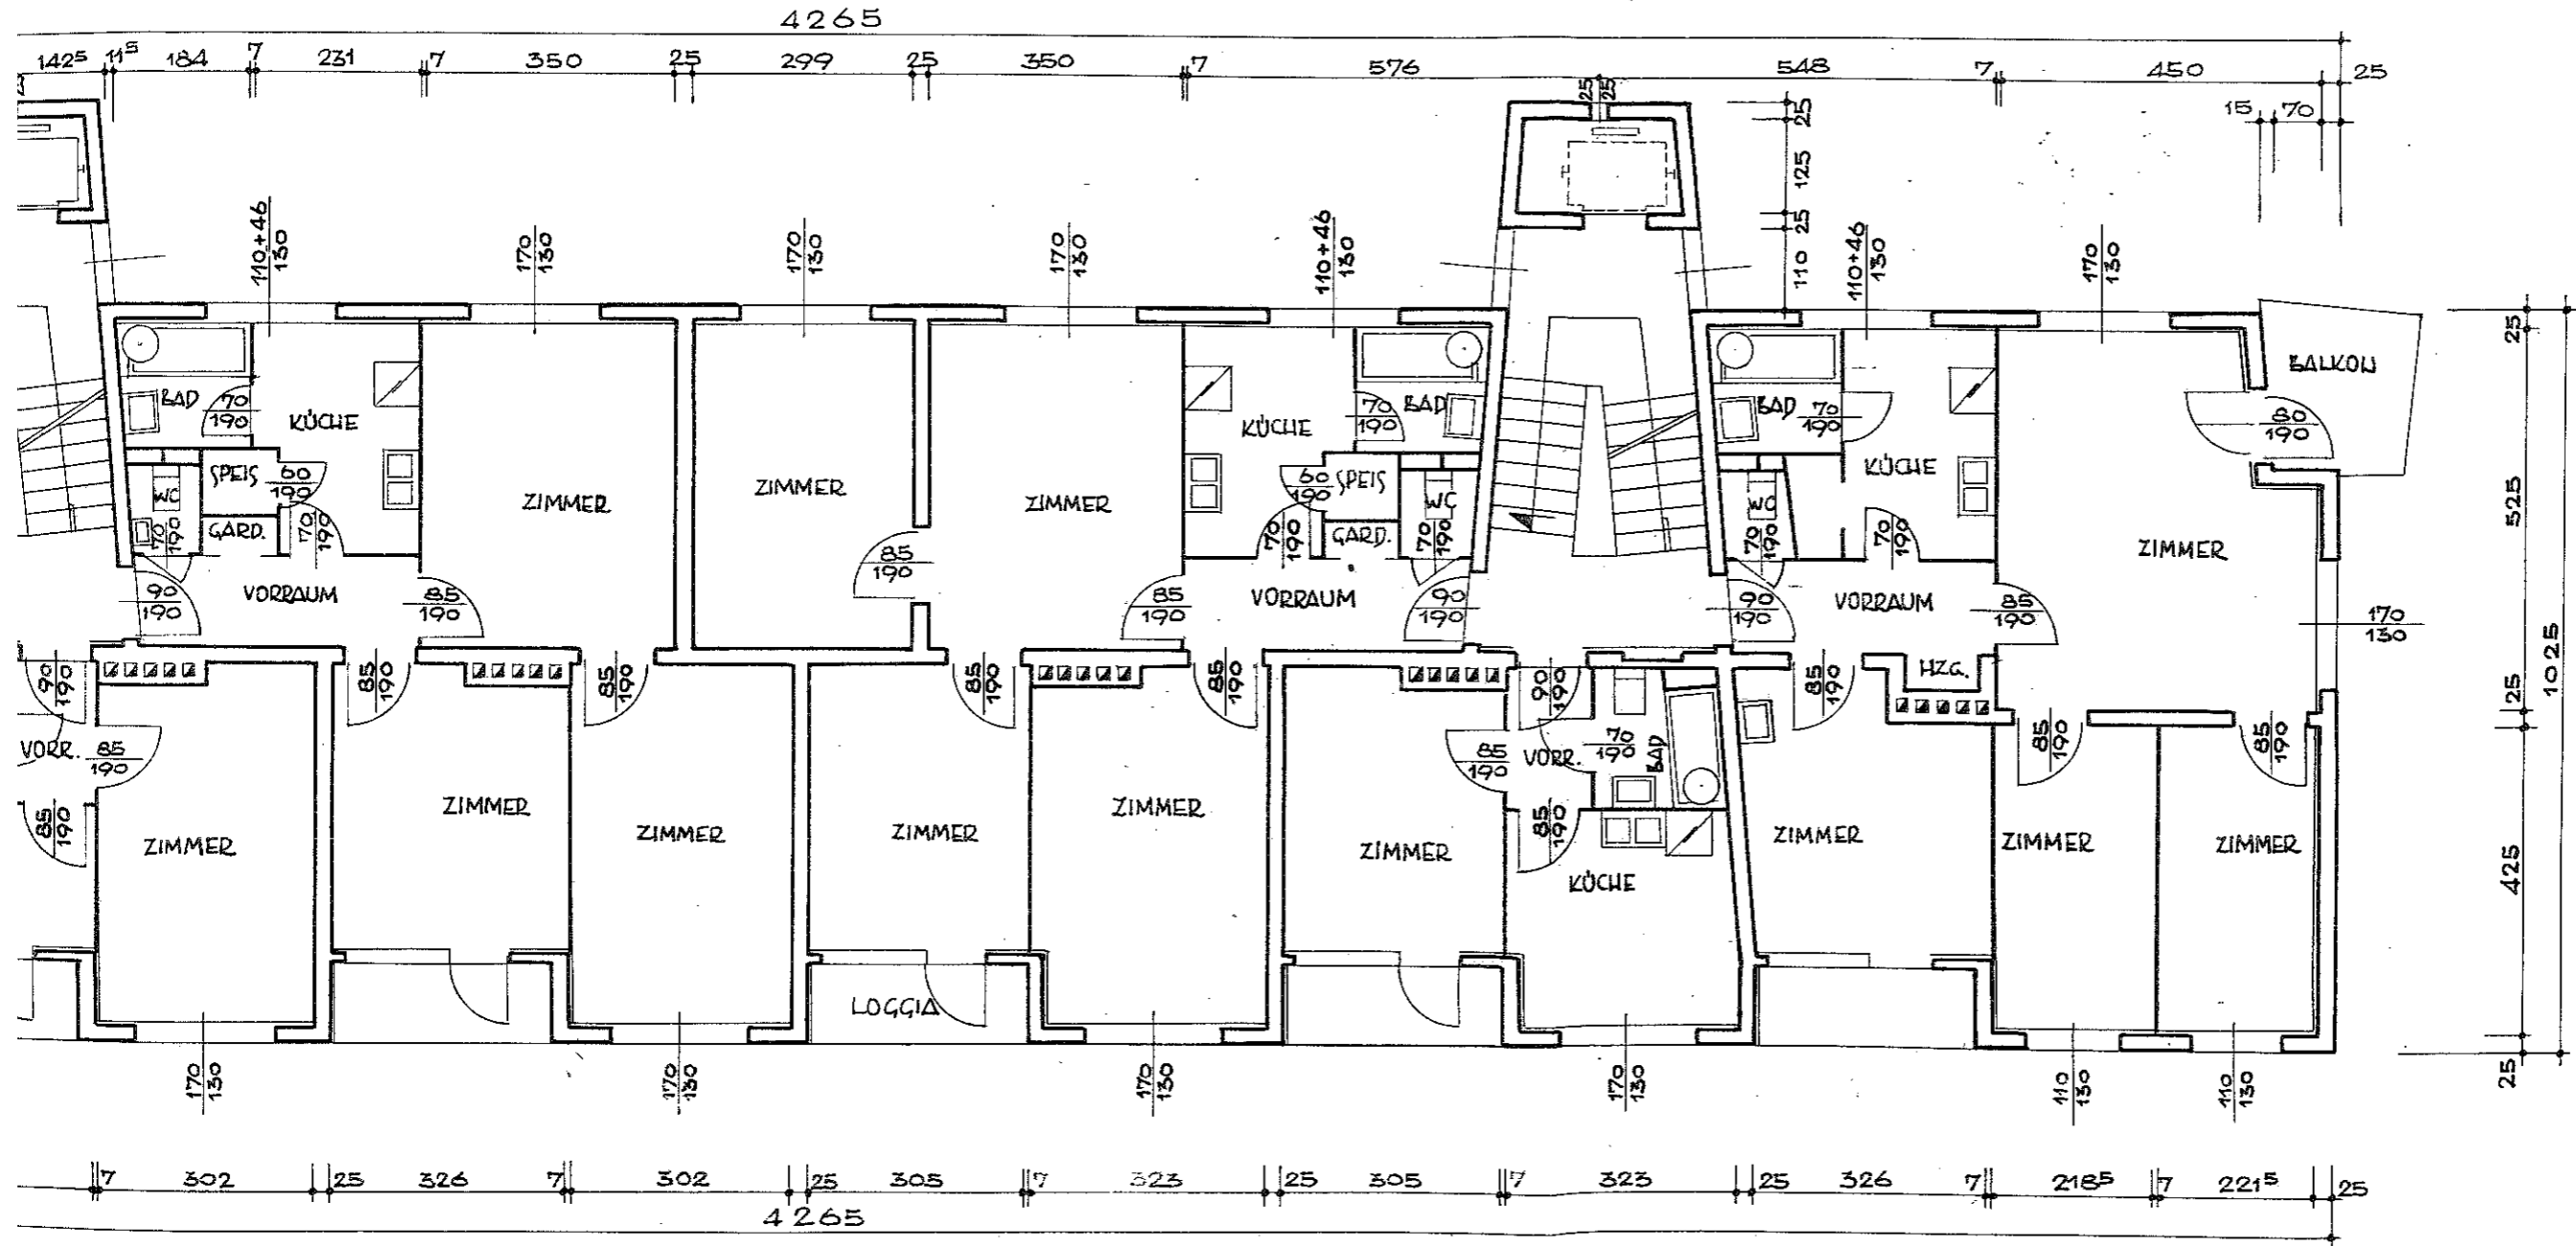 4265
142⁵ 11⁵ 184 7 231 7 350 25 299 25 350 7 576 548 7 450 25
25 25
15 70
25
125
25
110
110+46
130
170
130
170
130
170
130
110+46
130
110+46
130
170
130
BAD
70
190
KÜCHE
SPEIS
60
190
WC
70
190
GARD.
70
190
90
190
VORRAUM
85
190
ZIMMER
ZIMMER
85
190
ZIMMER
KÜCHE
70
190
BAD
60
190
SPEIS
WC
70
190
GARD.
70
190
85
190
VORRAUM
90
190
BAD
70
190
KÜCHE
WC
70
190
70
190
90
190
VORRAUM
85
190
HZG.
ZIMMER
BALKON
80
190
170
130
25
525
25
425
25
1025
90
190
VORR.
85
190
85
190
ZIMMER
85
190
ZIMMER
85
190
ZIMMER
85
190
ZIMMER
LOGGIA
85
190
ZIMMER
85
190
ZIMMER
90
190
VORR.
70
190
BAD
85
190
KÜCHE
85
190
ZIMMER
85
190
ZIMMER
85
190
ZIMMER
170
130
170
130
170
130
170
130
110
130
110
130
7 302 25 326 7 302 25 305 7 323 25 305 7 323 25 326 7 218⁵ 7 221⁵ 25
4265